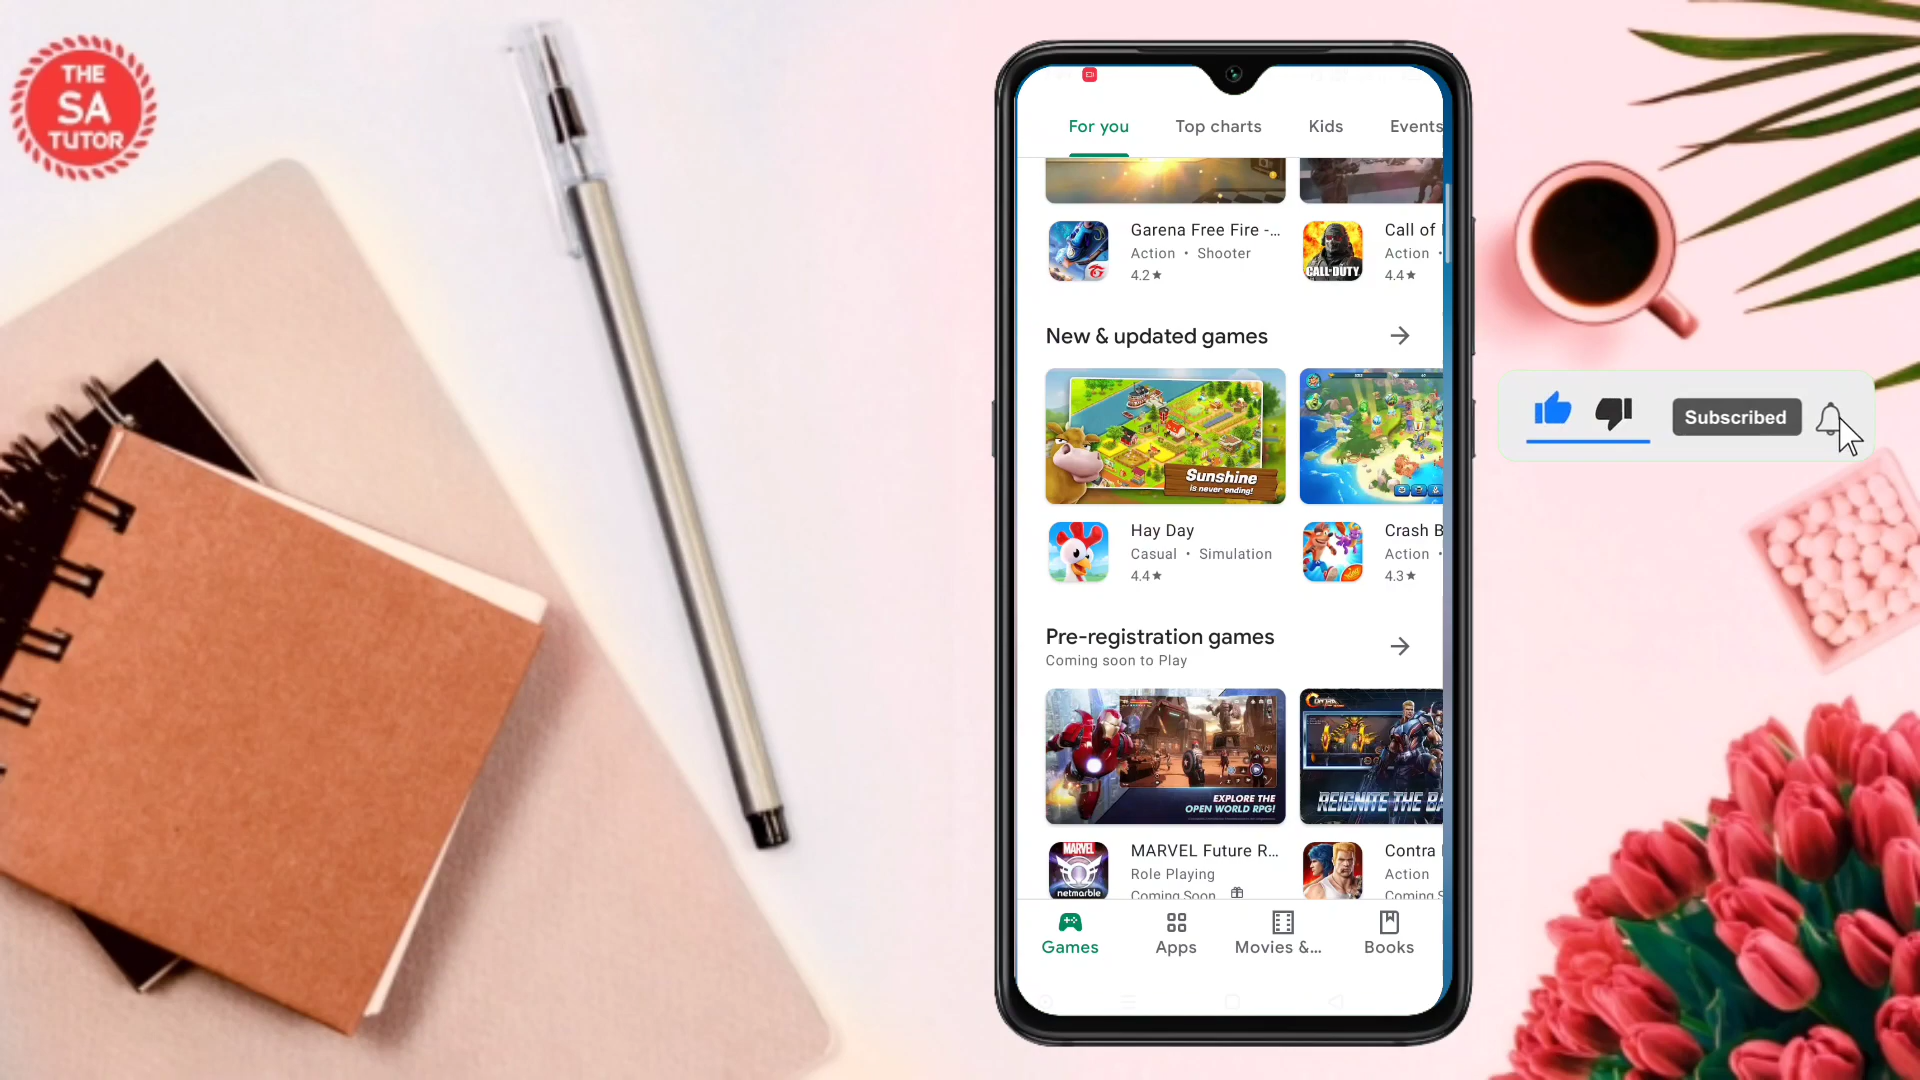 THE
SA
TUTOR
For you
Top charts
Kids
Events
Garena Free Fire -...
Action • Shooter
4.2★
Call of
Action •
4.4★
CALL·DUTY
New & updated games
Sunshine
is never ending!
Hay Day
Casual • Simulation
4.4★
Crash B
Action •
4.3★
Subscribed
Pre-registration games
Coming soon to Play
EXPLORE THE
OPEN WORLD RPG!
CONTRA
REIGNITE THE BA
MARVEL
netmarble
MARVEL Future R...
Role Playing
Coming Soon
Contra
Action
Coming S
Games
Apps
Movies &...
Books